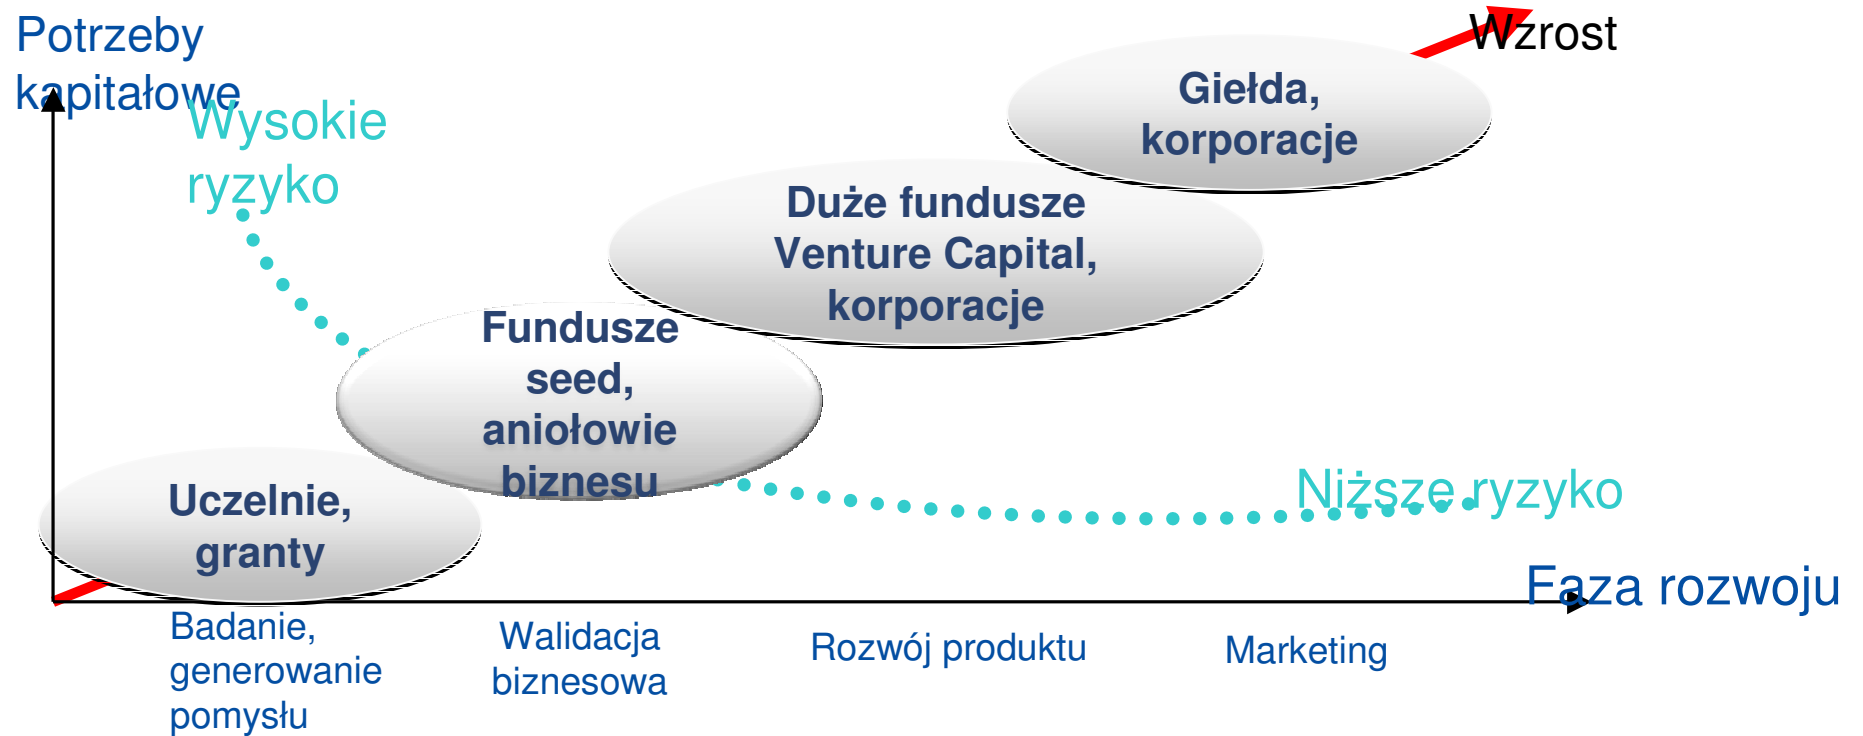 Potrzeby
kapitałowe
Wzrost
Wysokie
ryzyko
Giełda,
korporacje
Duże fundusze
Venture Capital,
korporacje
Fundusze
seed,
aniołowie
biznesu
Uczelnie,
granty
Niższe ryzyko
Faza rozwoju
Badanie,
generowanie
pomysłu
Walidacja
biznesowa
Rozwój produktu
Marketing